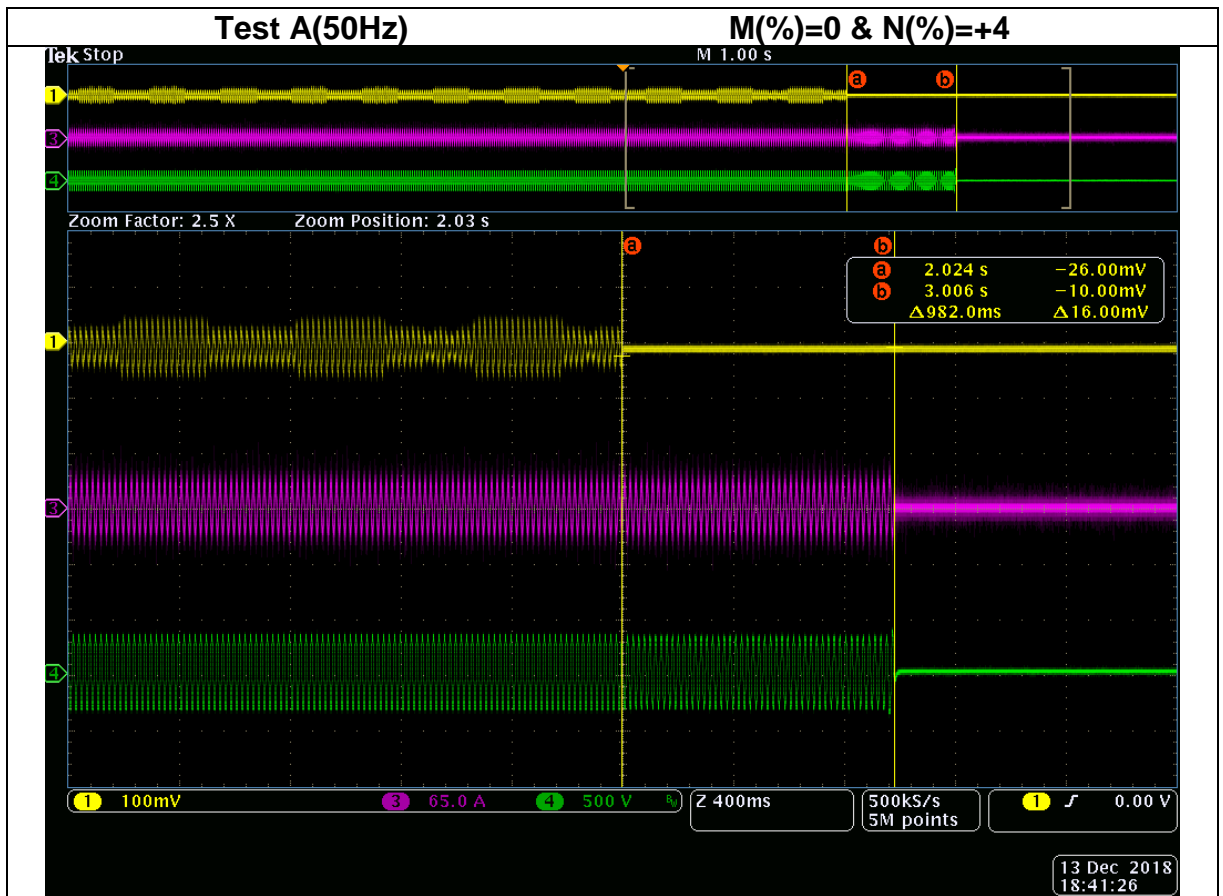 Test A(50Hz) M(%)=0 & N(%)=+4
Tek Stop M 1.00 s
a b
1
3
4
Zoom Factor: 2.5 X Zoom Position: 2.03 s
a b
a 2.024 s −26.00mV
b 3.006 s −10.00mV
Δ982.0ms Δ16.00mV
1
3
4
1 100mV 3 65.0 A 4 500 V BW Z 400ms 500kS/s 1 0.00 V
5M points
13 Dec 2018
18:41:26